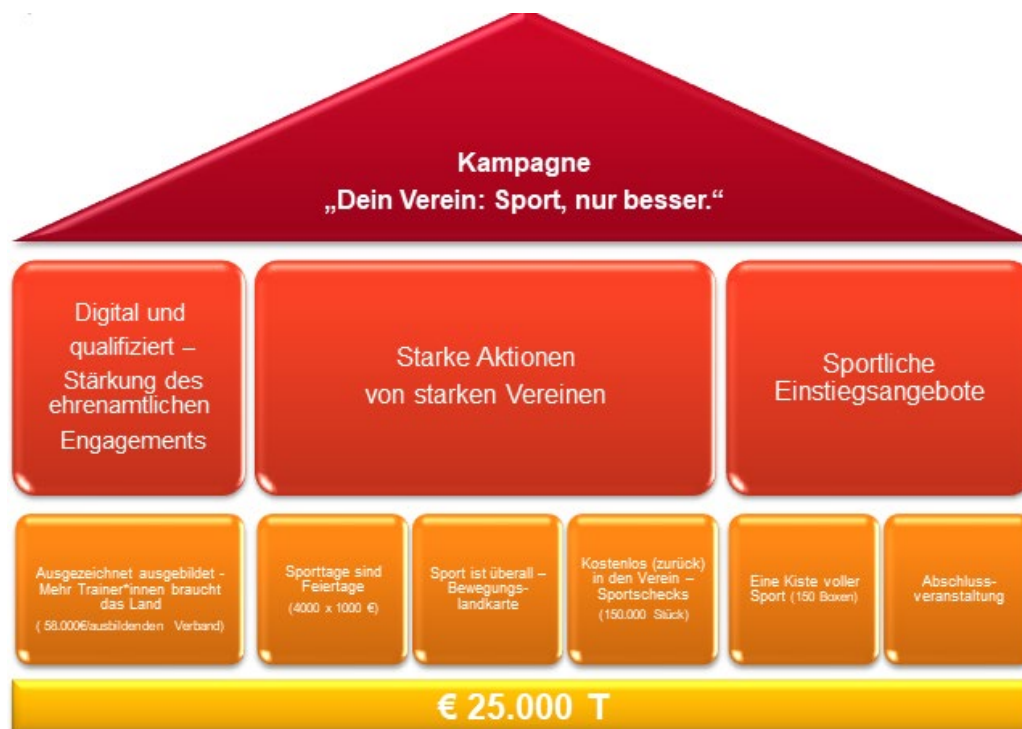 Kampagne
„Dein Verein: Sport, nur besser.“
Digital und
qualifiziert –
Stärkung des
ehrenamtlichen
Engagements
Starke Aktionen
von starken Vereinen
Sportliche
Einstiegsangebote
Ausgezeichnet ausgebildet -
Mehr Trainer*innen braucht
das Land
( 58.000€/ausbildenden Verband)
Sporttage sind
Feiertage
(4000 x 1000 €)
Sport ist überall –
Bewegungs-
landkarte
Kostenlos (zurück)
in den Verein –
Sportschecks
(150.000 Stück)
Eine Kiste voller
Sport (150 Boxen)
Abschluss-
veranstaltung
€ 25.000 T